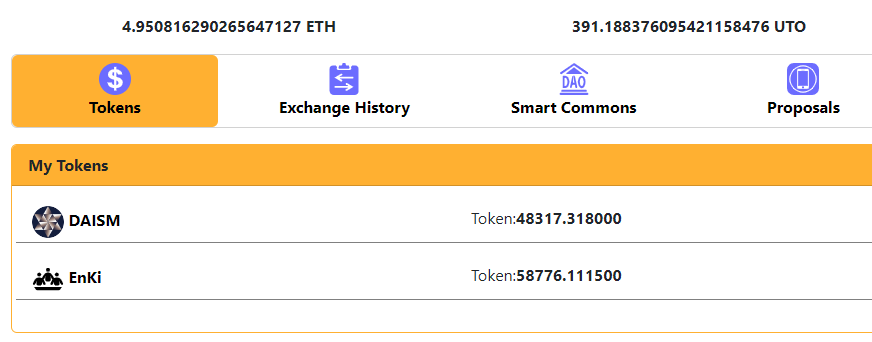 4.950816290265647127 ETH 391.188376095421158476 UTO
$ DAO
Tokens Exchange History Smart Commons Proposals
My Tokens
DAISM Token:48317.318000
EnKi Token:58776.111500